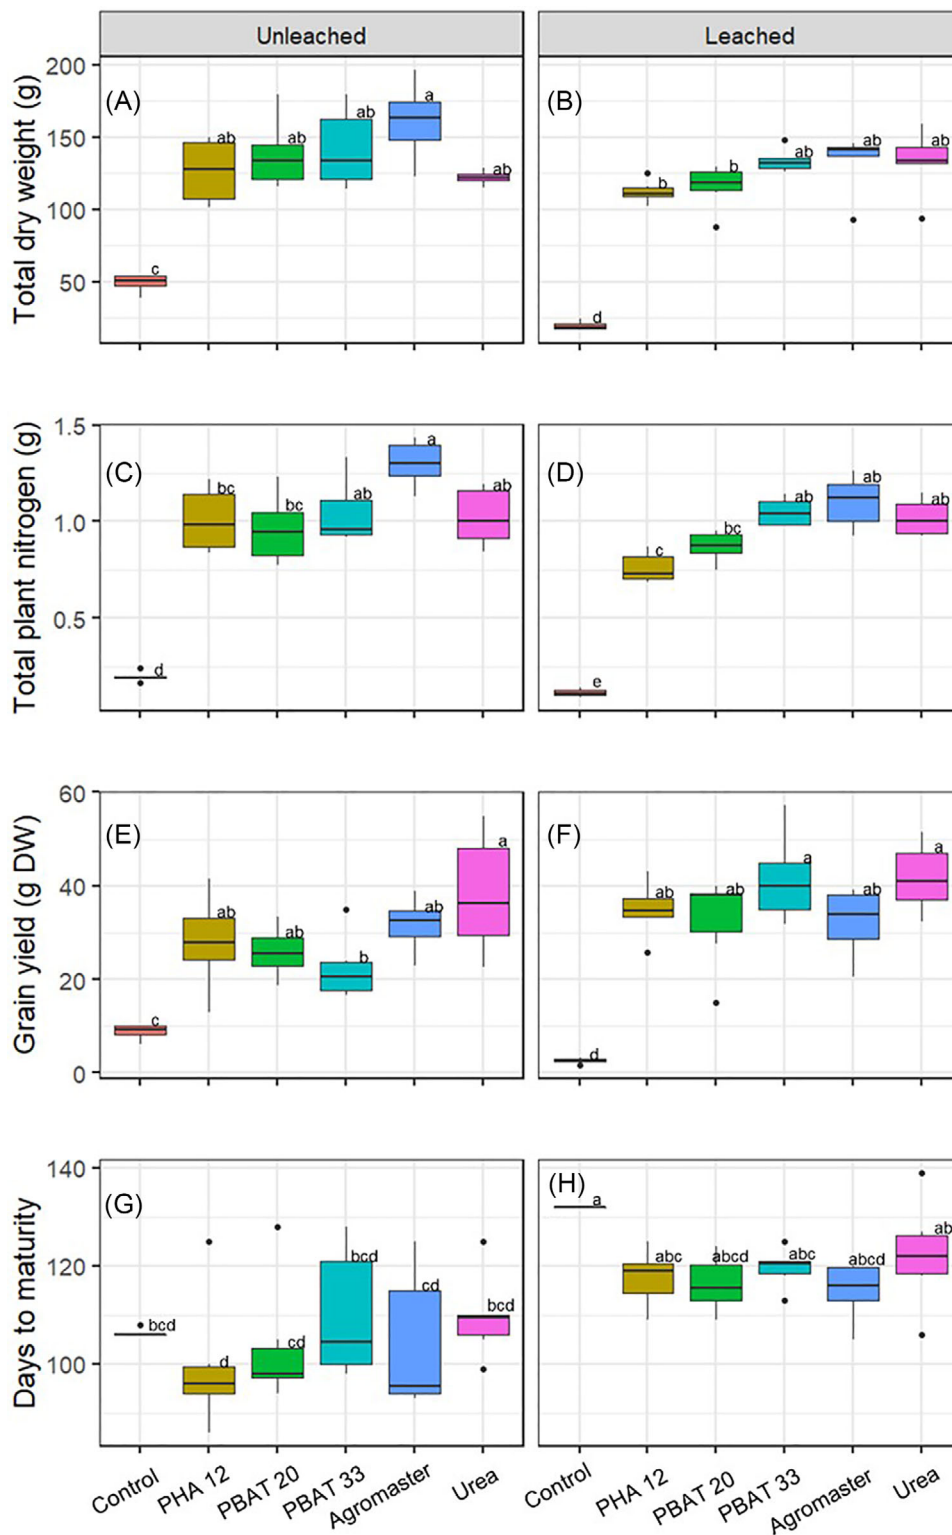 Unleached Leached
Total dry weight (g)
200
150
100
50
(A)
c
ab
ab
ab
a
ab
(B)
d
b
b
ab
ab
ab
Total plant nitrogen (g)
1.5
1.0
0.5
(C)
d
bc
bc
ab
a
ab
(D)
e
c
bc
ab
ab
ab
Grain yield (g DW)
60
40
20
0
(E)
c
ab
ab
b
ab
a
(F)
d
ab
ab
a
ab
a
Days to maturity
140
120
100
(G)
bcd
d
cd
bcd
cd
bcd
(H)
a
abc
abcd
abc
abcd
ab
Control PHA 12 PBAT 20 PBAT 33 Agromaster Urea
Control PHA 12 PBAT 20 PBAT 33 Agromaster Urea